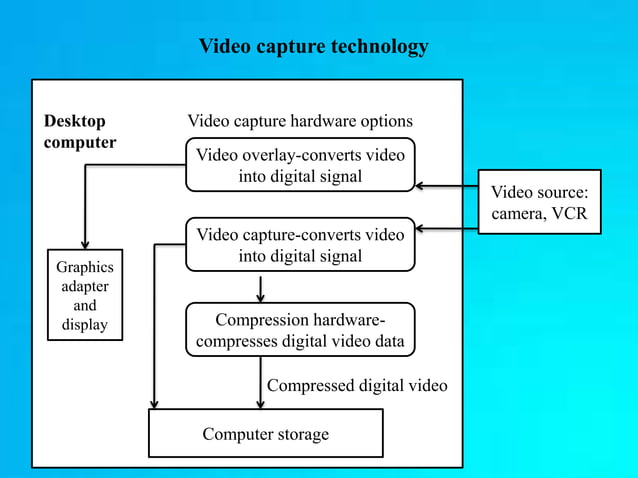 Video capture technology
Desktop
computer
Video capture hardware options
Video overlay-converts video
into digital signal
Video source:
camera, VCR
Video capture-converts video
into digital signal
Graphics
adapter
and
display
Compression hardware-
compresses digital video data
Compressed digital video
Computer storage